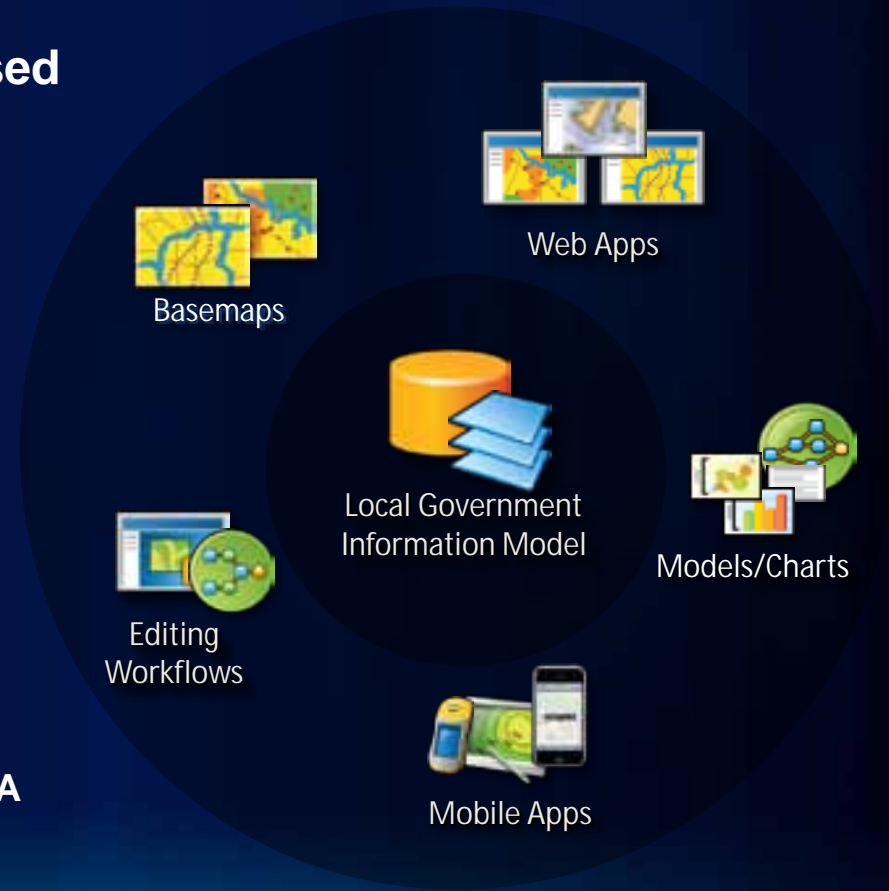 sed
Web Apps
Basemaps
Local Government
Information Model
Models/Charts
Editing
Workflows
A
Mobile Apps